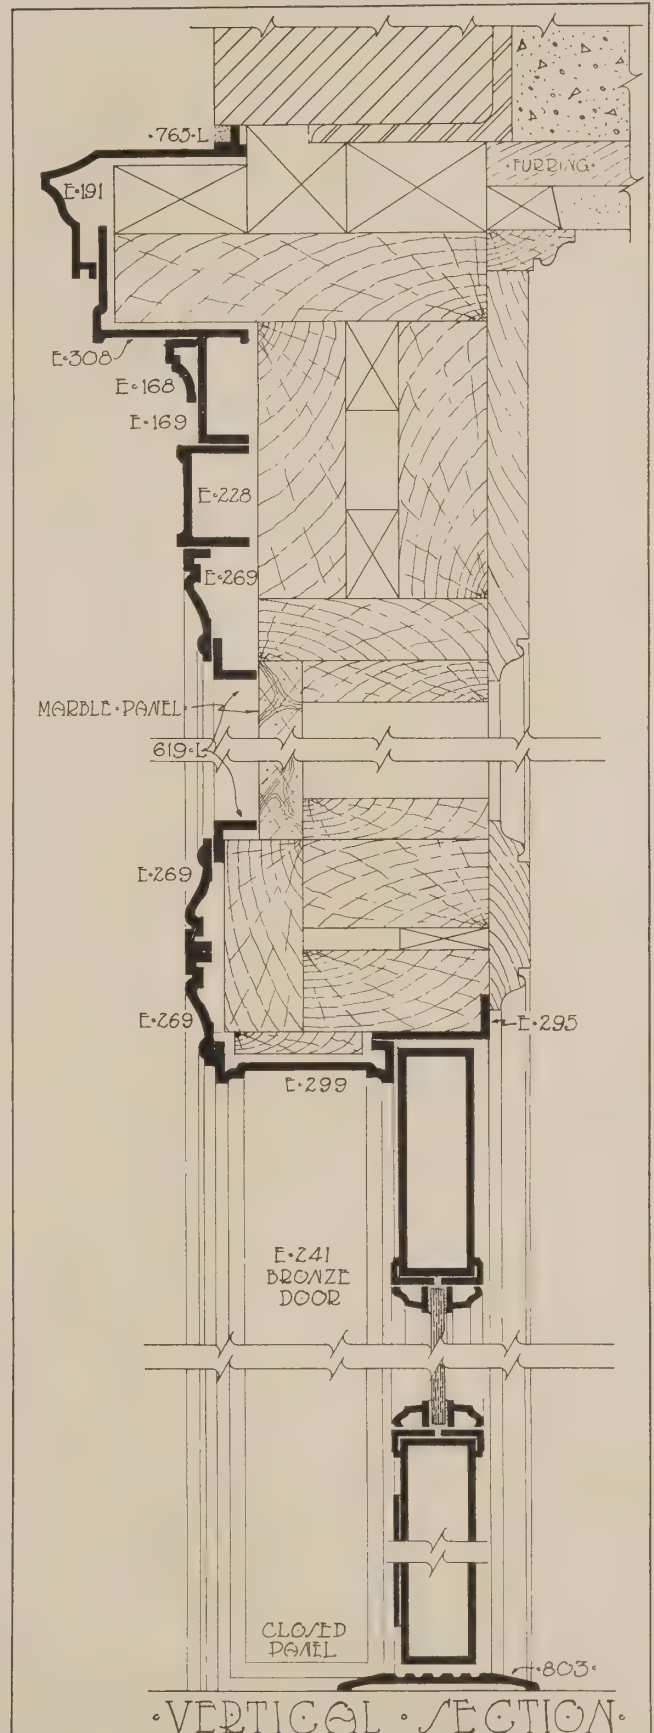 ·765·L
·FURRING·
E·191
E·308
E·168
E·169
E·228
E·269
MARBLE·PANEL
619·L
E·269
E·269
E·295
E·299
E·241
BRONZE
DOOR
CLOSED
PANEL
·803·
·VERTICAL·SECTION·